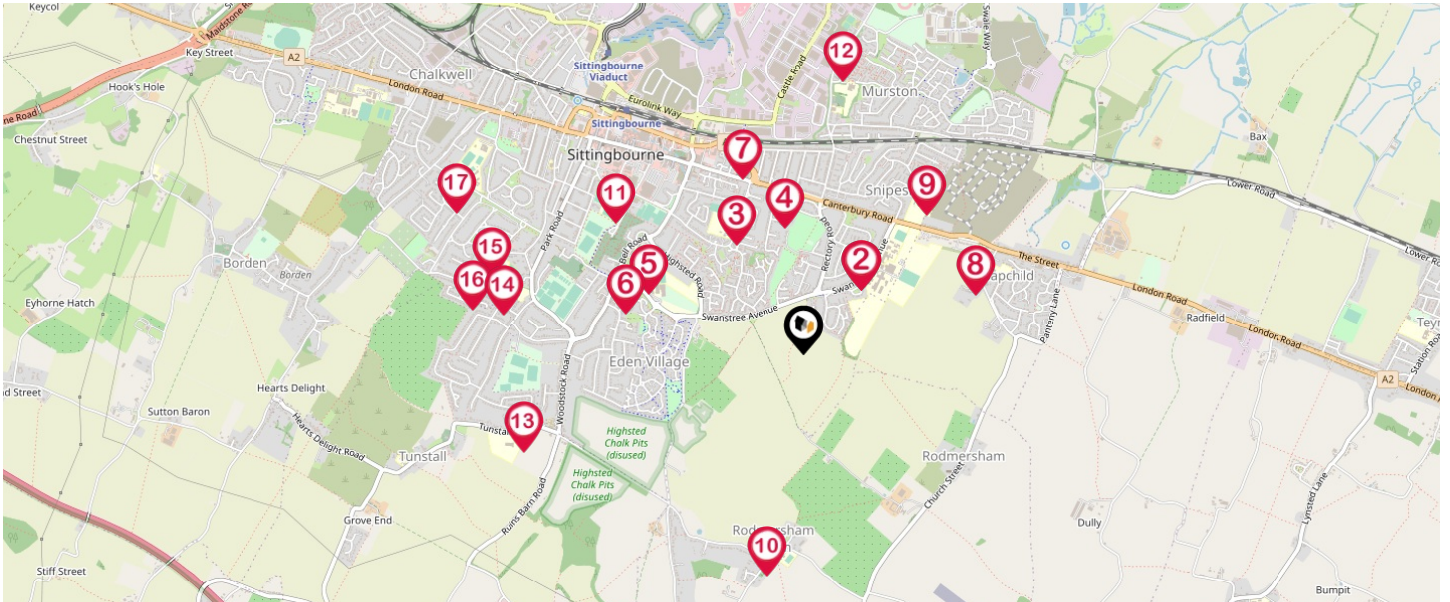 Keycol
Maidstone Road
Key Street
A2
Hook's Hole
Chalkwell
London Road
Chestnut Street
Sittingbourne
Viaduct
Eurolink Way
Sittingbourne
Sittingbourne
Castle Road
12
Murston
Swale Way
Bax
Lower Road
7
17
11
3
4
Snipes
9
Canterbury Road
Park Road
Bell Road
Highsted Road
Rectory Road
The Street
Borden
Borden
15
5
2
8
apchild
Eyhorne Hatch
16
14
6
Swanstree Avenue
London Road
Radfield
London Road
Panteny Lane
Station Road
Eden Village
A2
Hearts Delight
Sutton Baron
Hearts Delight Road
Woodstock Road
13
Tunstall
Highsted
Chalk Pits
(disused)
Highsted
Chalk Pits
(disused)
Rodmersham
Church Street
Ruins Barn Road
Grove End
Stiff Street
10
Dully
Lynsted Lane
Bumpit